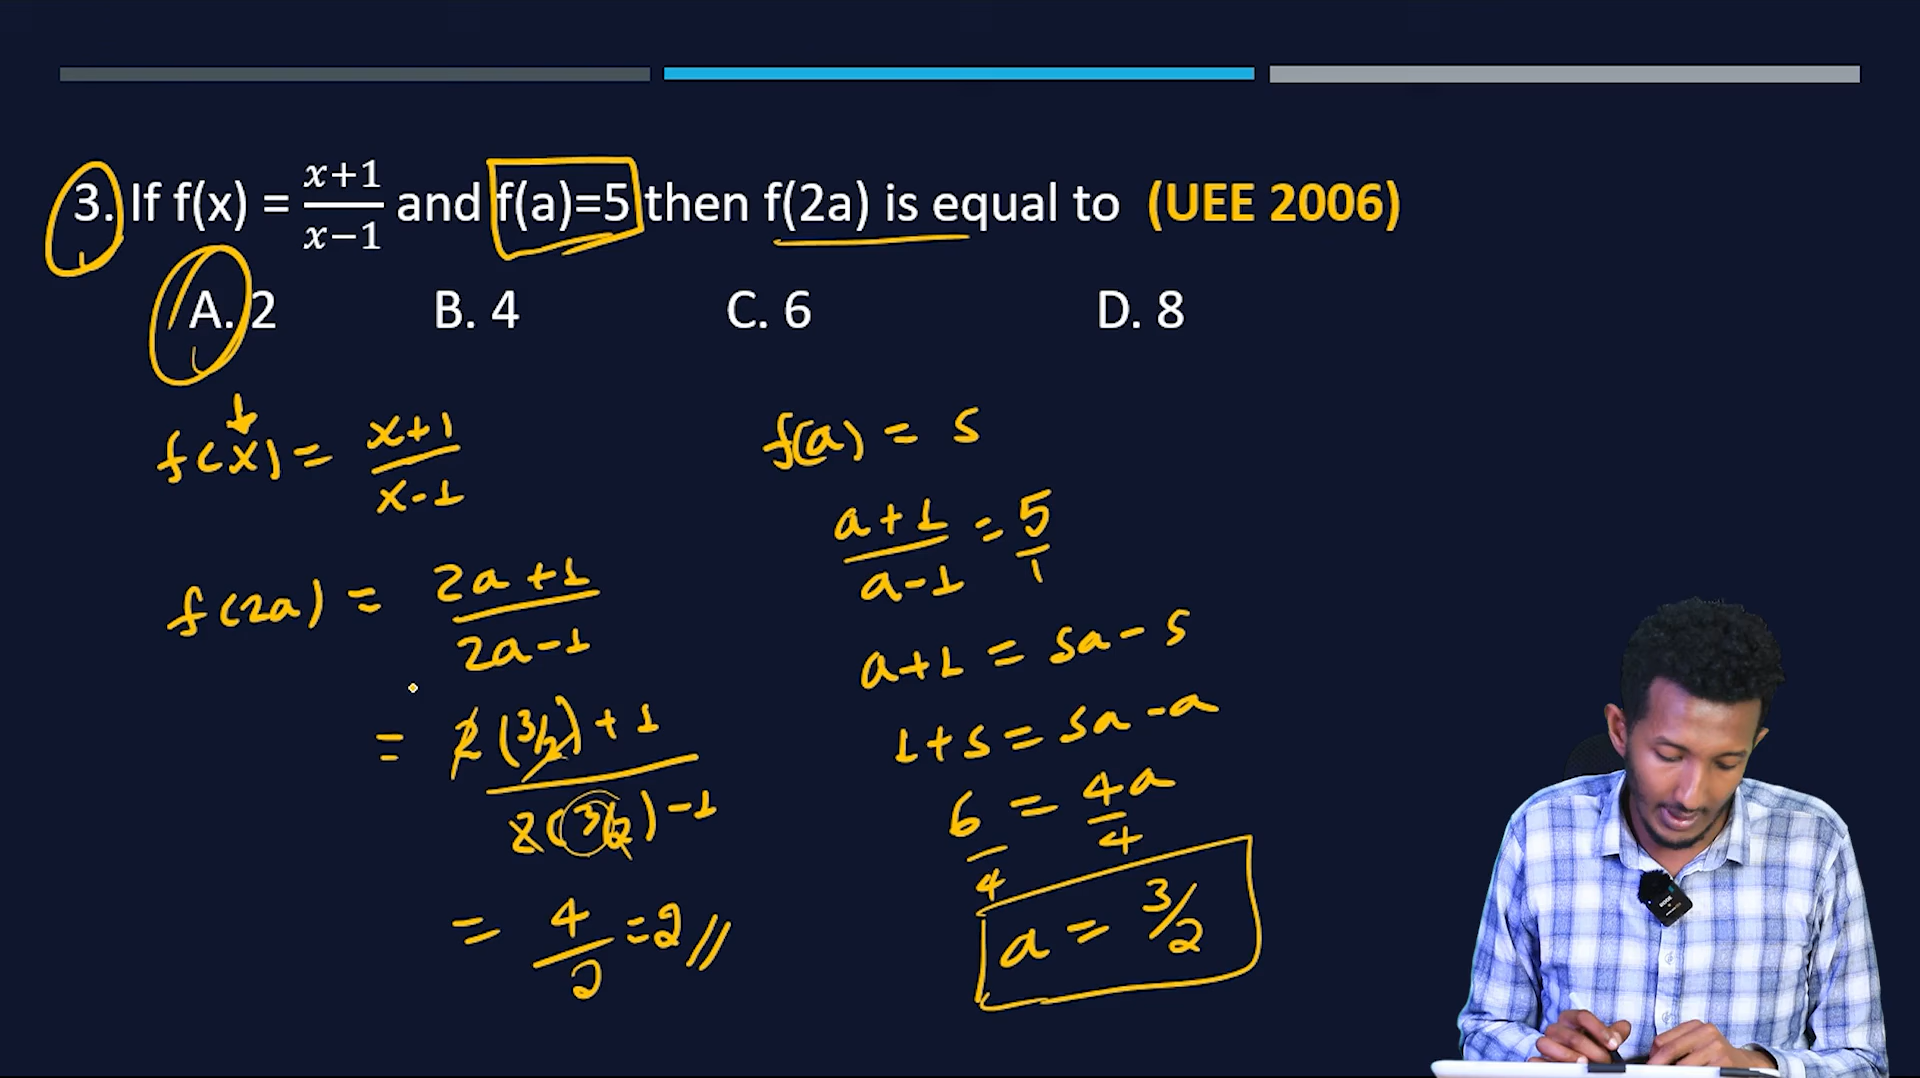 3. If f(x) = x+1/x−1 and f(a)=5 then f(2a) is equal to (UEE 2006)
A. 2 B. 4 C. 6 D. 8
f(x) = x+1/x-1
f(2a) = 2a+1/2a-1
= 2(3/2)+1/2(3/2)-1
= 4/2 = 2//
f(a) = 5
a+1/a-1 = 5/1
a+1 = 5a-5
1+5 = 5a-a
6/4 = 4a/4
a = 3/2